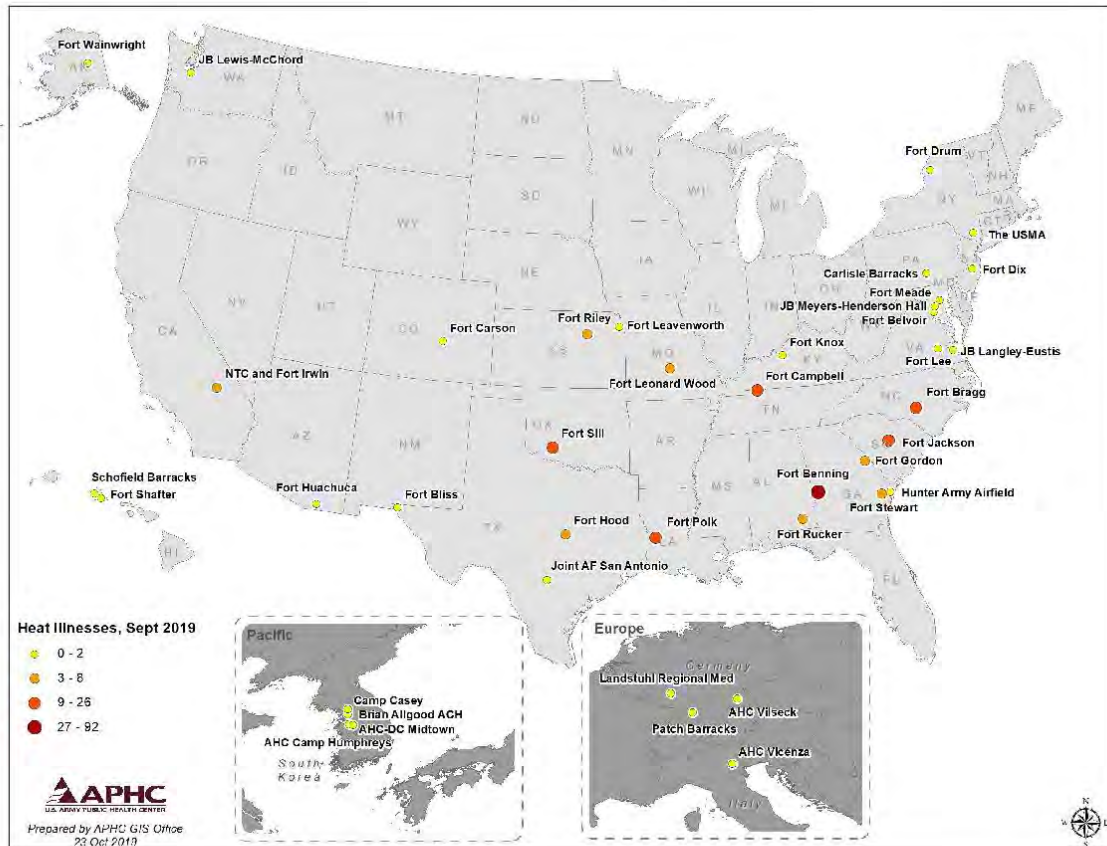 Fort Wainwright
AK
JB Lewis-McChord
WA
MT
ND
MN
ME
Fort Drum
VT
NH
OR
ID
SD
WI
MI
MI
NY
MA
WY
The USMA
IA
NE
PA
Carlisle Barracks
Fort Dix
NV
UT
IL
IN
OH
Fort Meade
MD
DE
JB Meyers-Henderson Hall
Fort Belvoir
CA
CO
Fort Carson
Fort Riley
Fort Leavenworth
KS
MO
Fort Knox
KY
VA
Fort Lee
JB Langley-Eustis
NTC and Fort Irwin
Fort Leonard Wood
Fort Campbell
Fort Bragg
NC
TN
AZ
NM
OK
Fort Sill
AR
Fort Jackson
Fort Gordon
Schofield Barracks
Fort Shafter
Fort Huachuca
Fort Bliss
MS
AL
Fort Benning
GA
Hunter Army Airfield
Fort Stewart
TX
Fort Hood
Fort Polk
LA
Fort Rucker
HI
Joint AF San Antonio
FL
Heat Illnesses, Sept 2019
0 - 2
3 - 8
9 - 26
27 - 92
Pacific
Camp Casey
Brian Allgood ACH
AHC-DC Midtown
AHC Camp Humphreys
South
Korea
Europe
Germany
Landstuhl Regional Med
AHC Vilseck
Patch Barracks
AHC Vicenza
Italy
APHC
U.S. ARMY PUBLIC HEALTH CENTER
Prepared by APHC GIS Office
23 Oct 2019
N
W
S